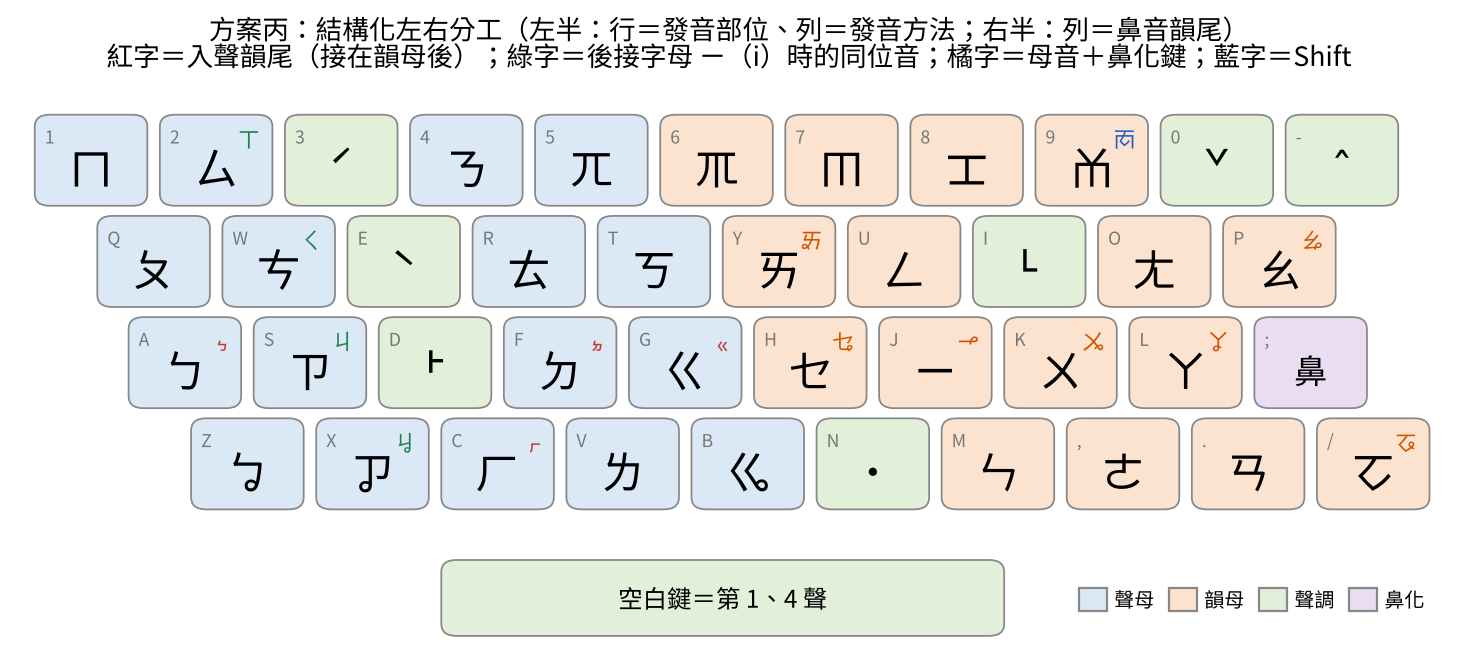 方案丙：結構化左右分工（左半：行＝發音部位、列＝發音方法；右半：列＝鼻音韻尾）
紅字＝入聲韻尾（接在韻母後）；綠字＝後接字母 ㄧ（i）時的同位音；橘字＝母音＋鼻化鍵；藍字＝Shift
1 ㄇ 2 ㄙ ㄒ 3 ˊ 4 ㄋ 5 ㄫ 6 ㆬ 7 ㆭ 8 ㆲ 9 ㆱ 0 ˇ - ˆ
Q ㄆ W ㄘ ㄑ E ˋ R ㄊ T ㄎ Y ㄞ ㆮ U ㄥ I ㄴ O ㄤ P ㄠ ㆯ
A ㄅ ㆴ S ㄗ ㄐ D ㆵ F ㄉ ㆵ G ㄍ ㆶ H ㆤ ㆥ J ㄧ ㆪ K ㄨ ㆫ L ㄚ ㆩ ; 鼻
Z ㆠ X ㆡ ㆢ C ㄏ ㆷ V ㄌ B ㆣ N ˙ M ㄣ , ㆰ . ㄢ / ㆦ ㆧ
空白鍵＝第 1、4 聲
聲母 韻母 聲調 鼻化